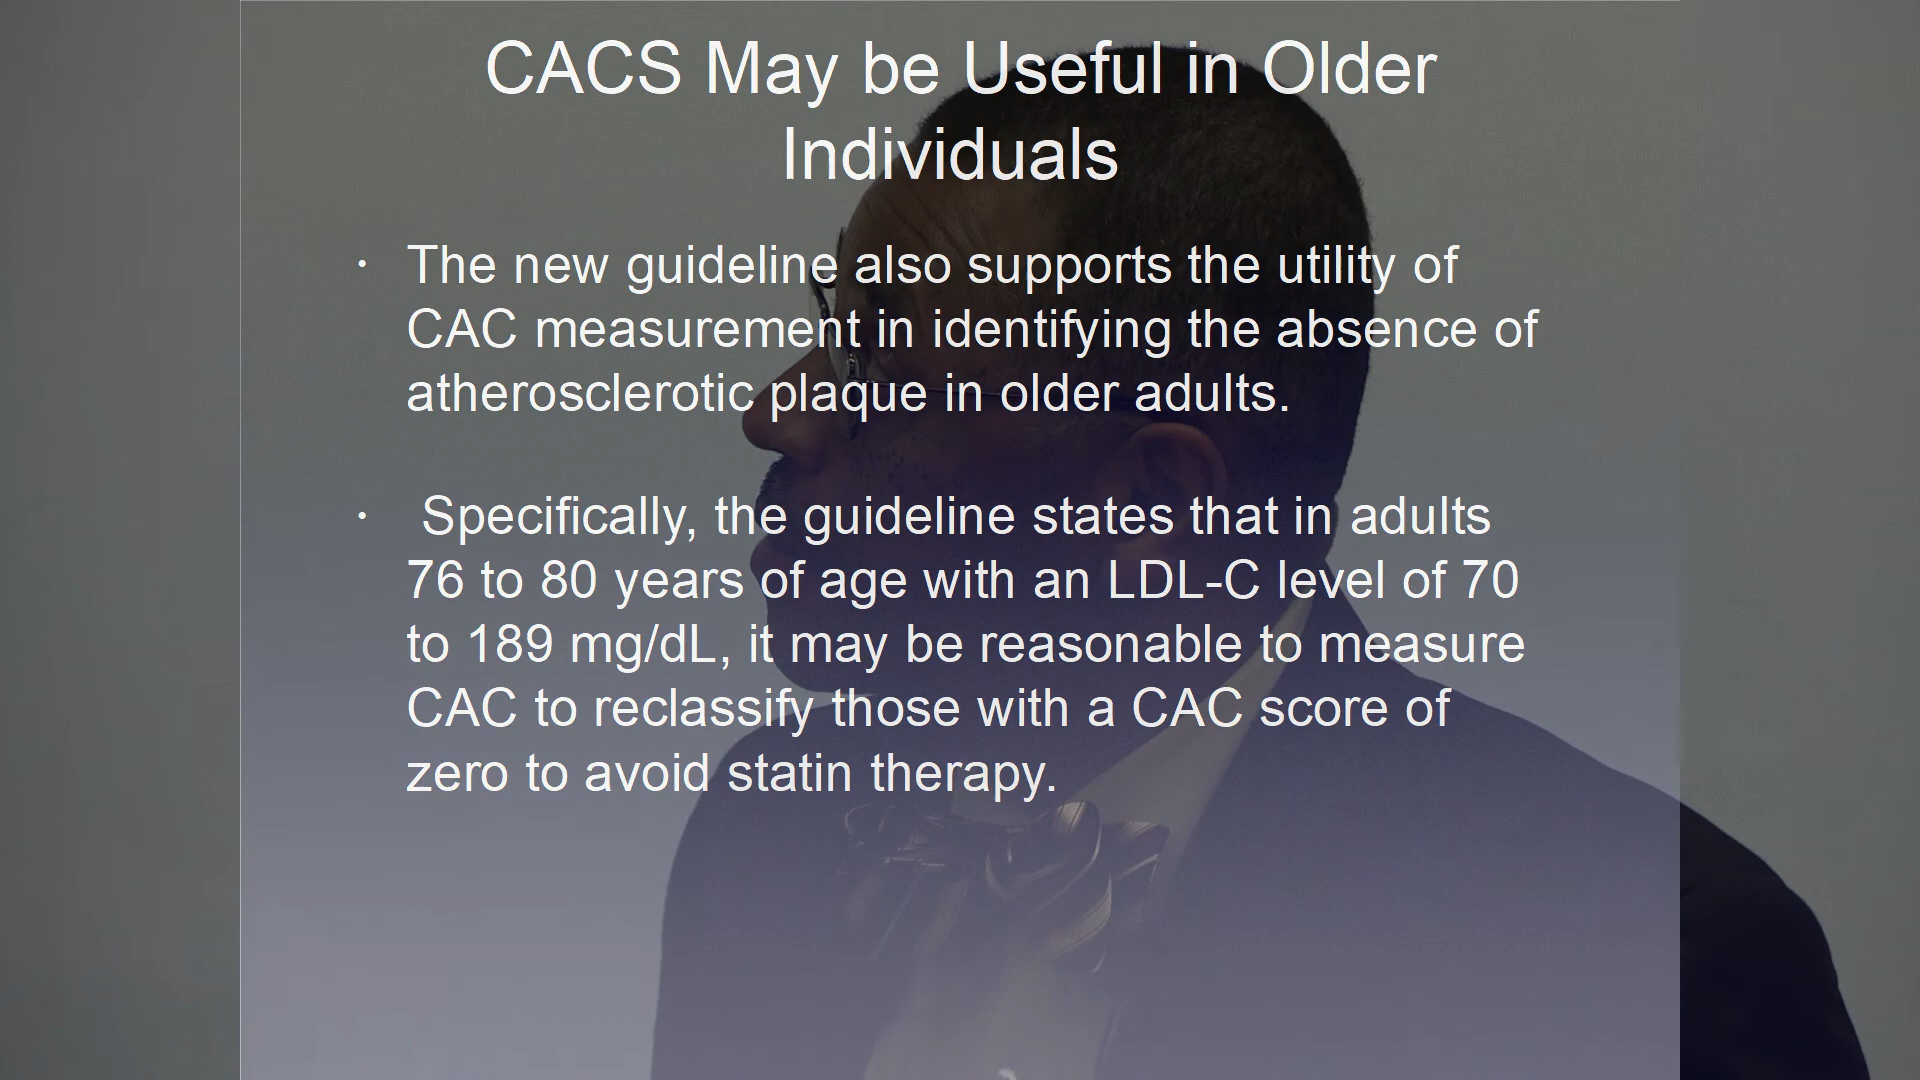 CACS May be Useful in Older
Individuals
· The new guideline also supports the utility of
CAC measurement in identifying the absence of
atherosclerotic plaque in older adults.
· Specifically, the guideline states that in adults
76 to 80 years of age with an LDL-C level of 70
to 189 mg/dL, it may be reasonable to measure
CAC to reclassify those with a CAC score of
zero to avoid statin therapy.